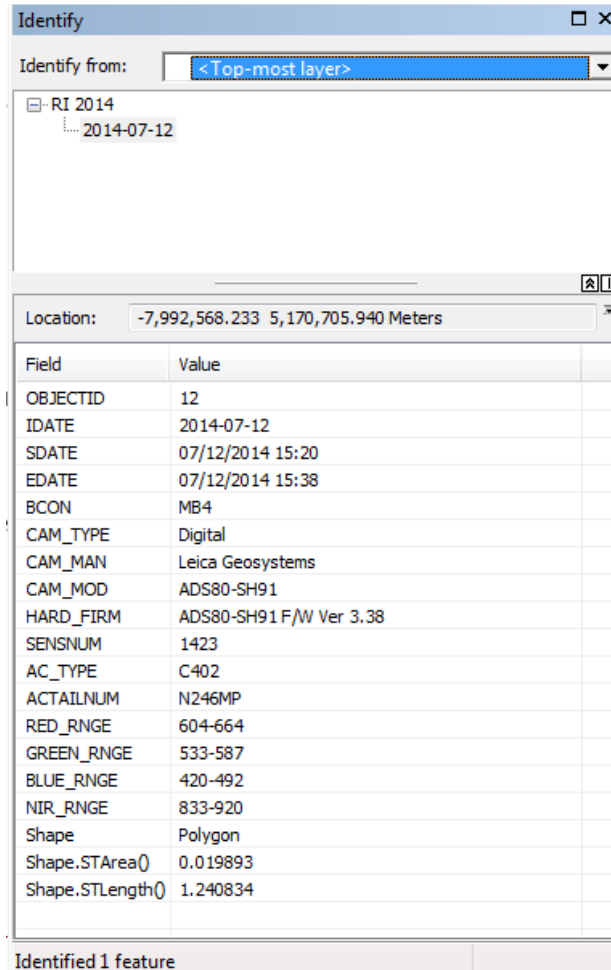 Identify
Identify from: <Top-most layer>
RI 2014
2014-07-12
Location: -7,992,568.233 5,170,705.940 Meters
Field Value
OBJECTID 12
IDATE 2014-07-12
SDATE 07/12/2014 15:20
EDATE 07/12/2014 15:38
BCON MB4
CAM_TYPE Digital
CAM_MAN Leica Geosystems
CAM_MOD ADS80-SH91
HARD_FIRM ADS80-SH91 F/W Ver 3.38
SENSNUM 1423
AC_TYPE C402
ACTAILNUM N246MP
RED_RNGE 604-664
GREEN_RNGE 533-587
BLUE_RNGE 420-492
NIR_RNGE 833-920
Shape Polygon
Shape.STArea() 0.019893
Shape.STLength() 1.240834
Identified 1 feature